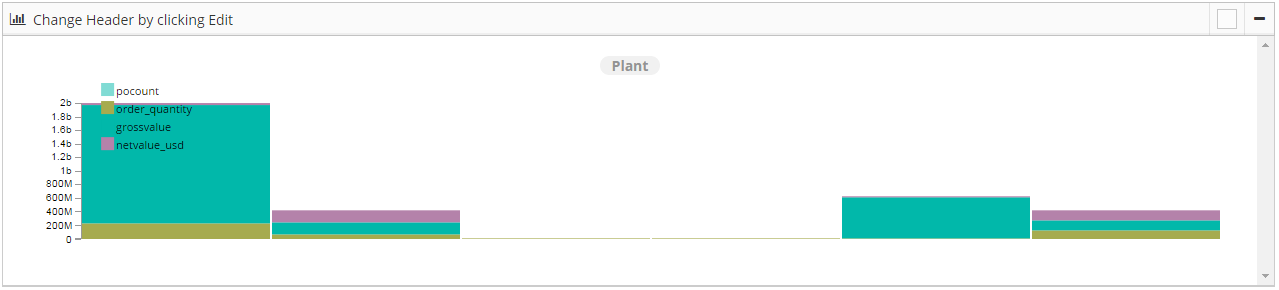 Change Header by clicking Edit
Plant
pocount
order_quantity
grossvalue
netvalue_usd
2b
1.8b
1.6b
1.4b
1.2b
1b
800M
600M
400M
200M
0